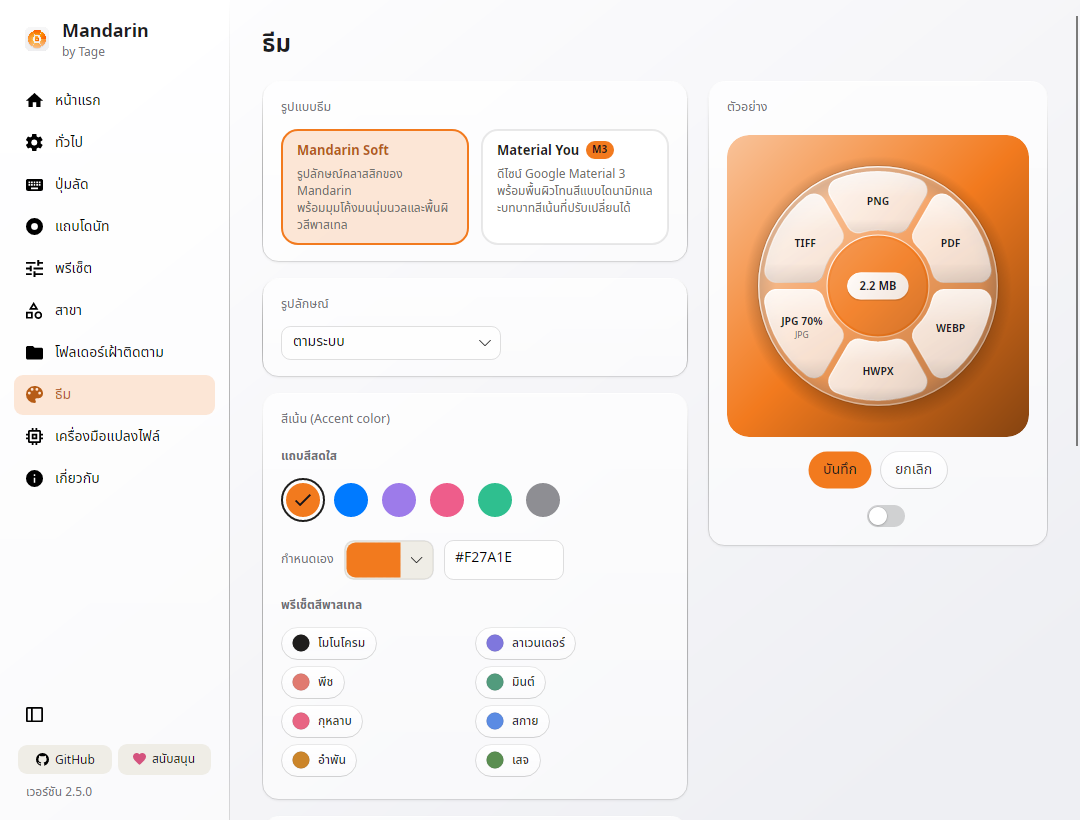 Mandarin
by Tage
หน้าแรก
ทั่วไป
ปุ่มลัด
แถบโดนัท
พรีเซ็ต
สาขา
โฟลเดอร์เฝ้าติดตาม
ธีม
เครื่องมือแปลงไฟล์
เกี่ยวกับ
GitHub
สนับสนุน
เวอร์ชัน 2.5.0
ธีม
รูปแบบธีม
Mandarin Soft
รูปลักษณ์คลาสสิกของ
Mandarin
พร้อมมุมโค้งมนนุ่มนวลและพื้นผิ
วสีพาสเทล
Material You M3
ดีไซน์ Google Material 3
พร้อมพื้นผิวโทนสีแบบไดนามิกแล
ะบทบาทสีเน้นที่ปรับเปลี่ยนได้
รูปลักษณ์
ตามระบบ
สีเน้น (Accent color)
แถบสีสดใส
กำหนดเอง
#F27A1E
พรีเซ็ตสีพาสเทล
โมโนโครม
ลาเวนเดอร์
พีช
มินต์
กุหลาบ
สกาย
อำพัน
เสจ
ตัวอย่าง
PNG
TIFF
PDF
2.2 MB
JPG 70%
JPG
WEBP
HWPX
บันทึก
ยกเลิก